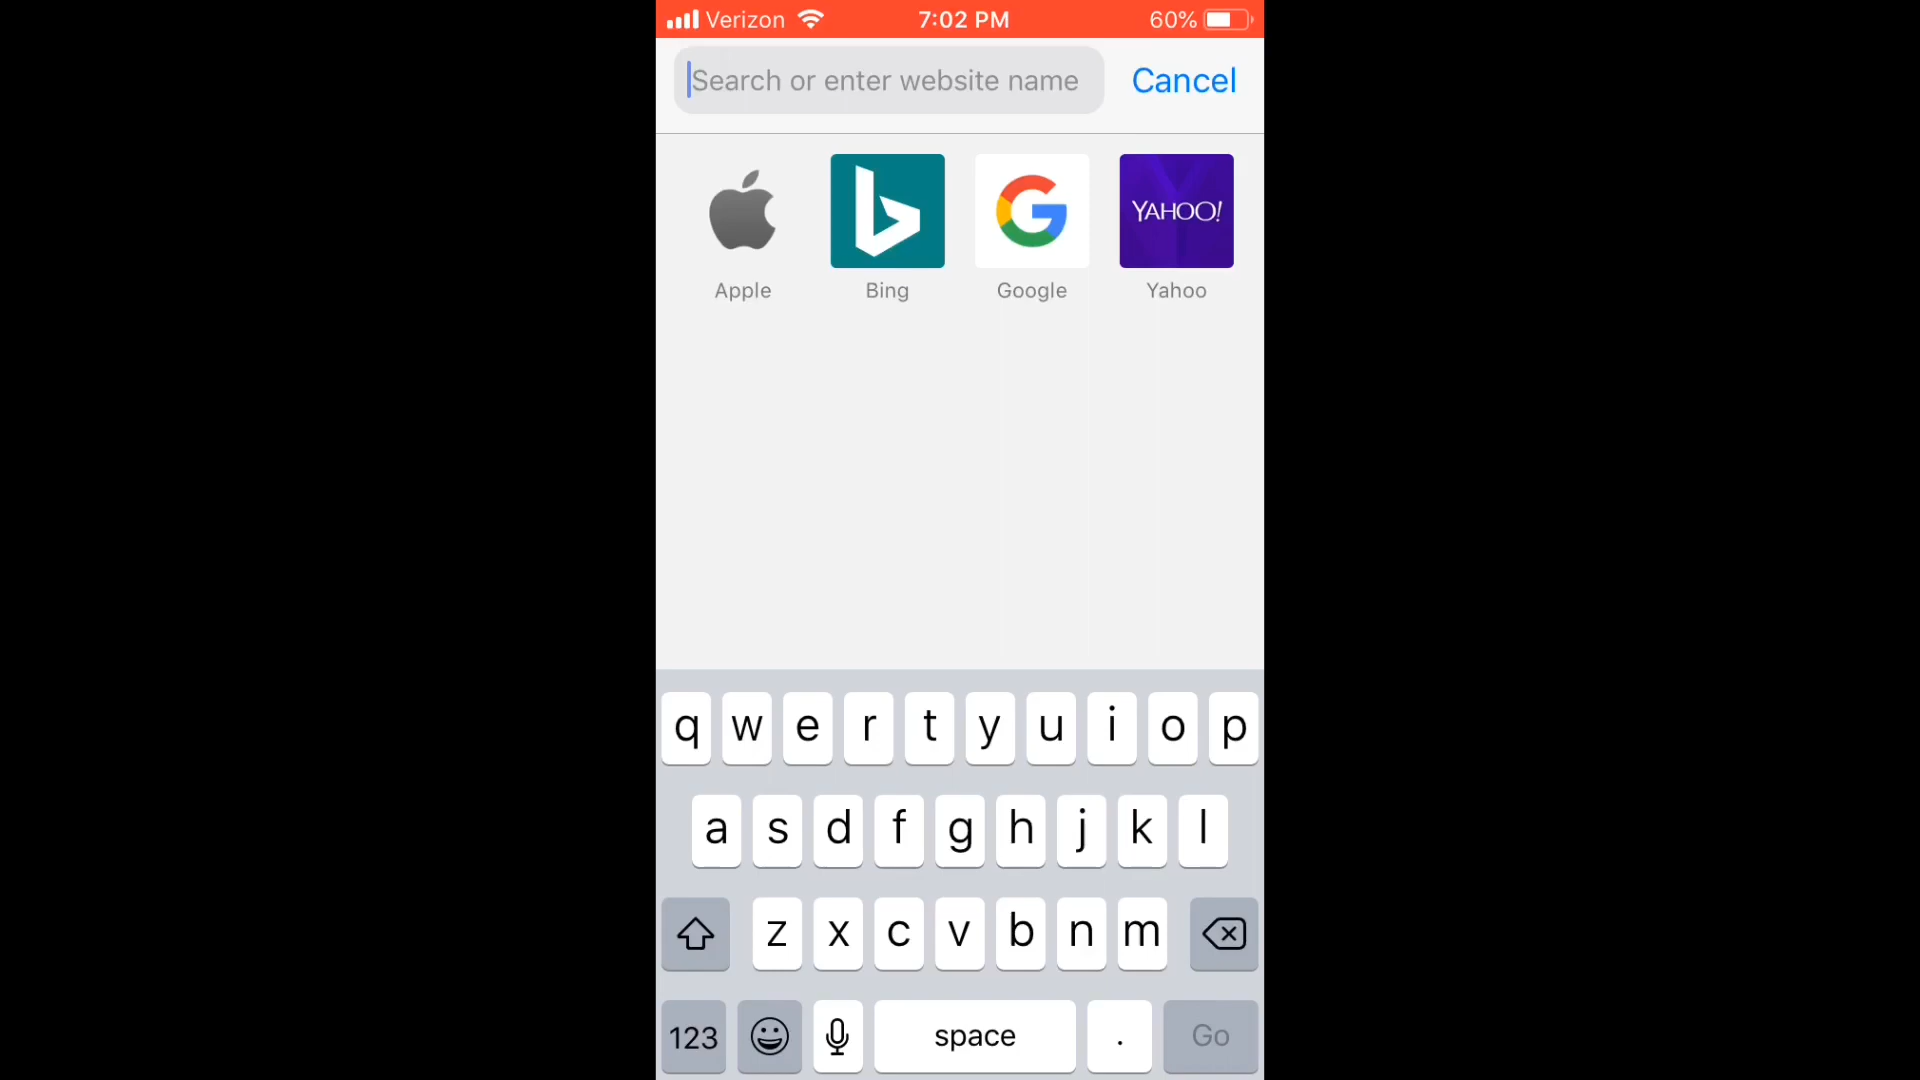 Verizon 7:02 PM 60%
Search or enter website name Cancel
YAHOO!
Apple Bing Google Yahoo
q w e r t y u i o p
a s d f g h j k l
z x c v b n m
123 space . Go